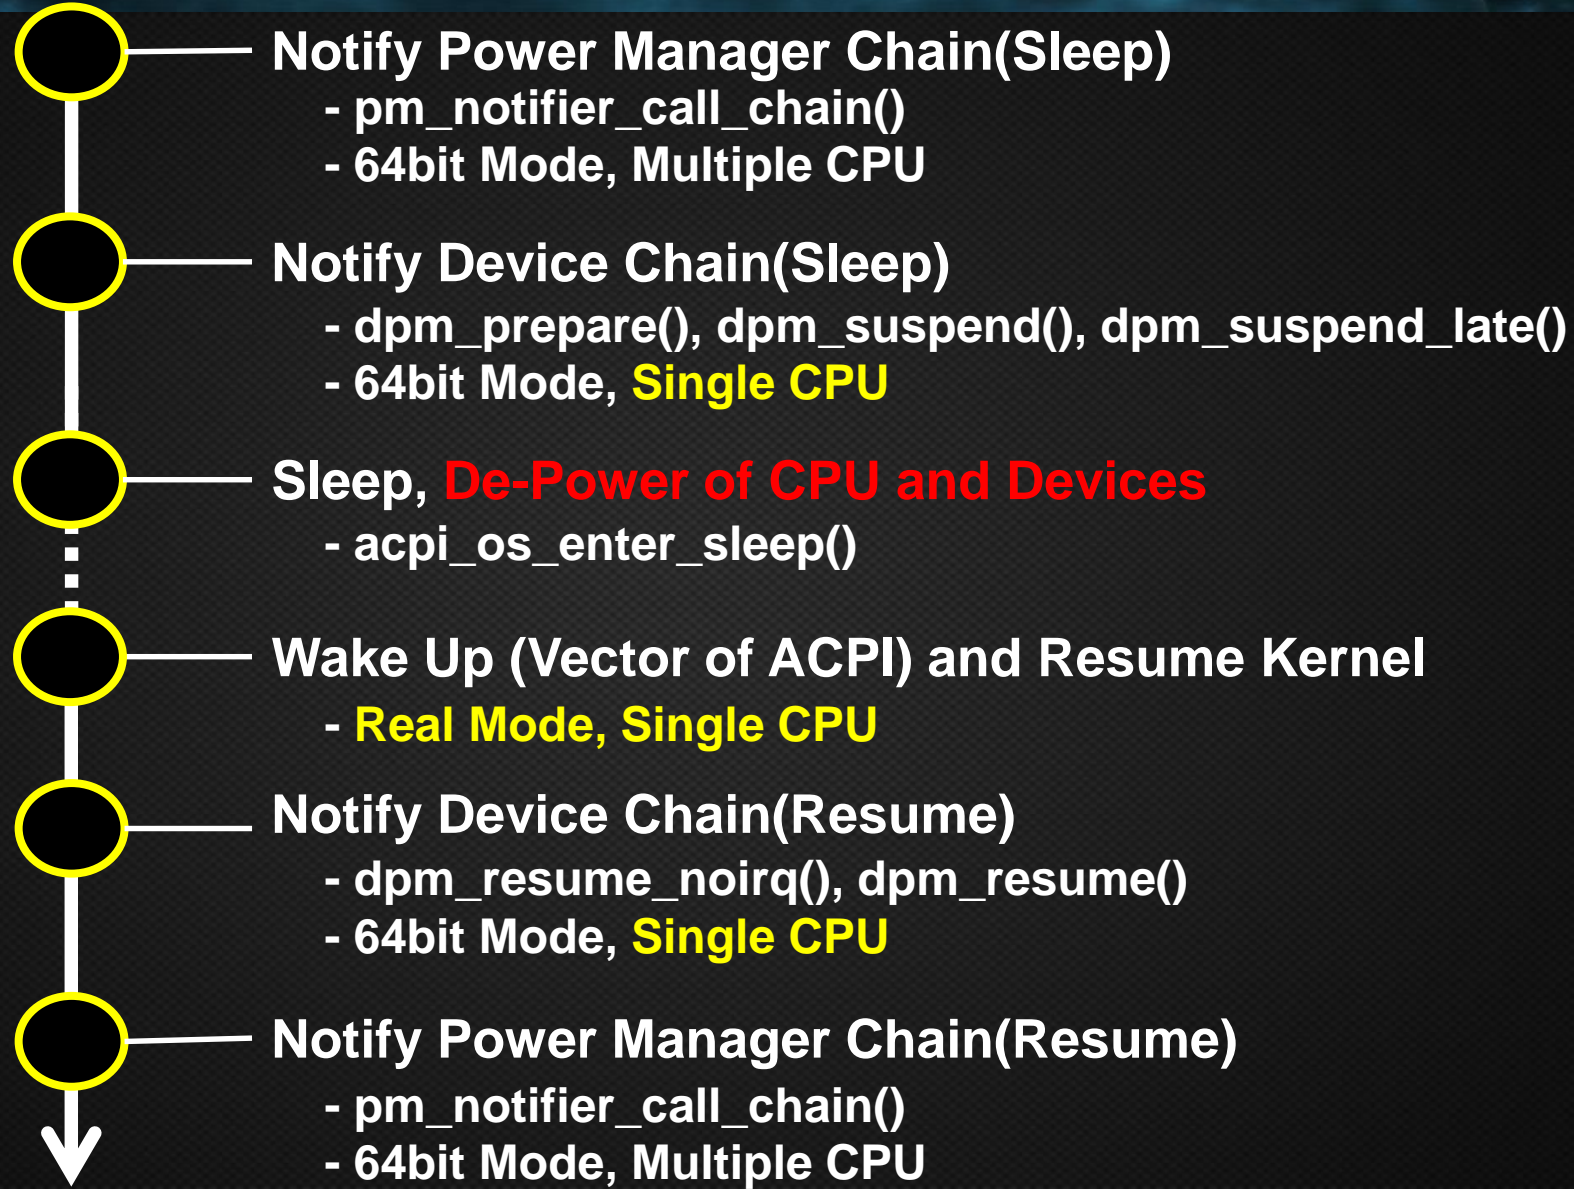 Notify Power Manager Chain(Sleep)
- pm_notifier_call_chain()
- 64bit Mode, Multiple CPU
Notify Device Chain(Sleep)
- dpm_prepare(), dpm_suspend(), dpm_suspend_late()
- 64bit Mode, Single CPU
Sleep, De-Power of CPU and Devices
- acpi_os_enter_sleep()
Wake Up (Vector of ACPI) and Resume Kernel
- Real Mode, Single CPU
Notify Device Chain(Resume)
- dpm_resume_noirq(), dpm_resume()
- 64bit Mode, Single CPU
Notify Power Manager Chain(Resume)
- pm_notifier_call_chain()
- 64bit Mode, Multiple CPU